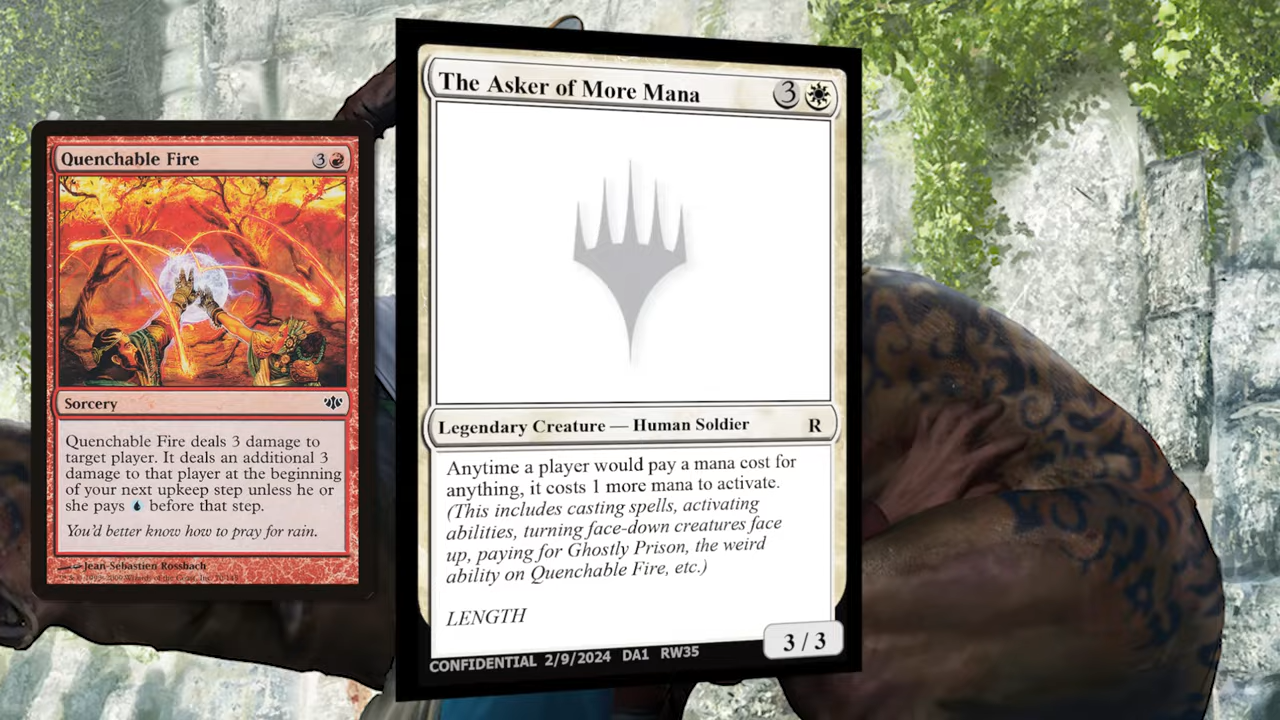 Quenchable Fire
3
Sorcery
Quenchable Fire deals 3 damage to
target player. It deals an additional 3
damage to that player at the beginning
of your next upkeep step unless he or
she pays before that step.
You'd better know how to pray for rain.
Jean-Sébastien Rossbach
The Asker of More Mana
3
Legendary Creature — Human Soldier
R
Anytime a player would pay a mana cost for
anything, it costs 1 more mana to activate.
(This includes casting spells, activating
abilities, turning face-down creatures face
up, paying for Ghostly Prison, the weird
ability on Quenchable Fire, etc.)
LENGTH
3 / 3
CONFIDENTIAL 2/9/2024 DA1 RW35